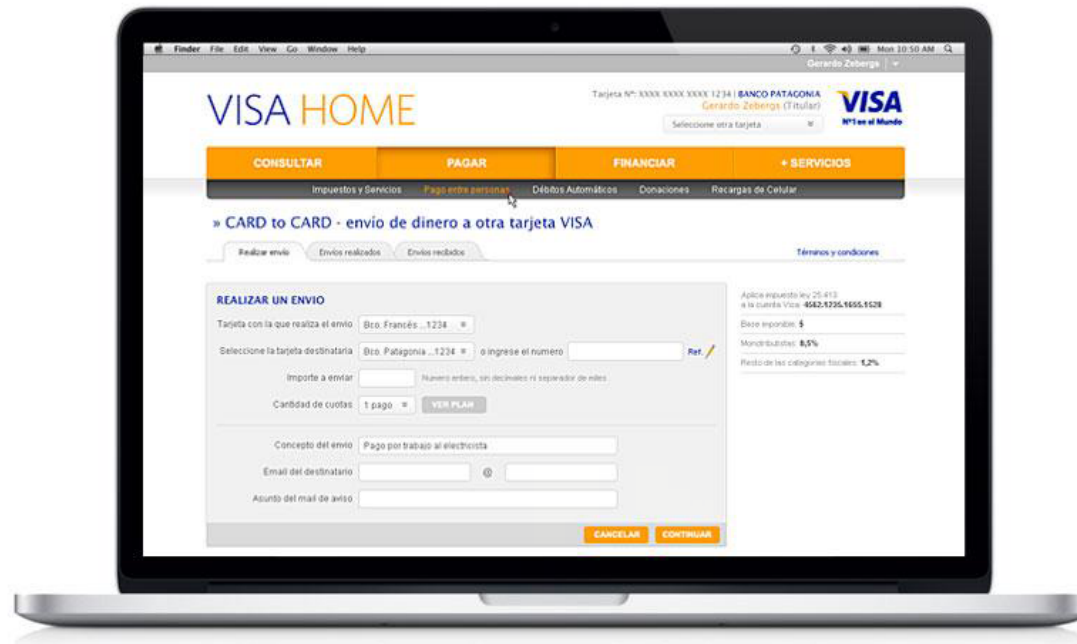 Finder File Edit View Go Window Help Mon 10:50 AM
Gerardo Zebergs
VISA HOME
Tarjeta Nº: XXXX XXXX XXXX 1234 | BANCO PATAGONIA
Gerardo Zebergs (Titular)
Seleccione otra tarjeta
VISA
Nº1 en el Mundo
CONSULTAR PAGAR FINANCIAR + SERVICIOS
Impuestos y Servicios Pago entre personas Débitos Automáticos Donaciones Recargas de Celular
» CARD to CARD - envío de dinero a otra tarjeta VISA
Realizar envío Envíos realizados Envíos recibidos Términos y condiciones
REALIZAR UN ENVIO
Tarjeta con la que realiza el envío Bco. Francés ...1234
Seleccione la tarjeta destinataria Bco. Patagonia ...1234 o ingrese el numero Ref.
Importe a enviar Numero entero, sin decimales ni separador de miles
Cantidad de cuotas 1 pago VER PLAN
Concepto del envío Pago por trabajo al electricista
Email del destinatario @
Asunto del mail de aviso
CANCELAR CONTINUAR
Aplica impuesto ley 25.413
a la cuenta Visa 4562.1235.1655.1528
Base imponible: $
Monotributistas: 8,5%
Resto de las categorías fiscales: 1,2%